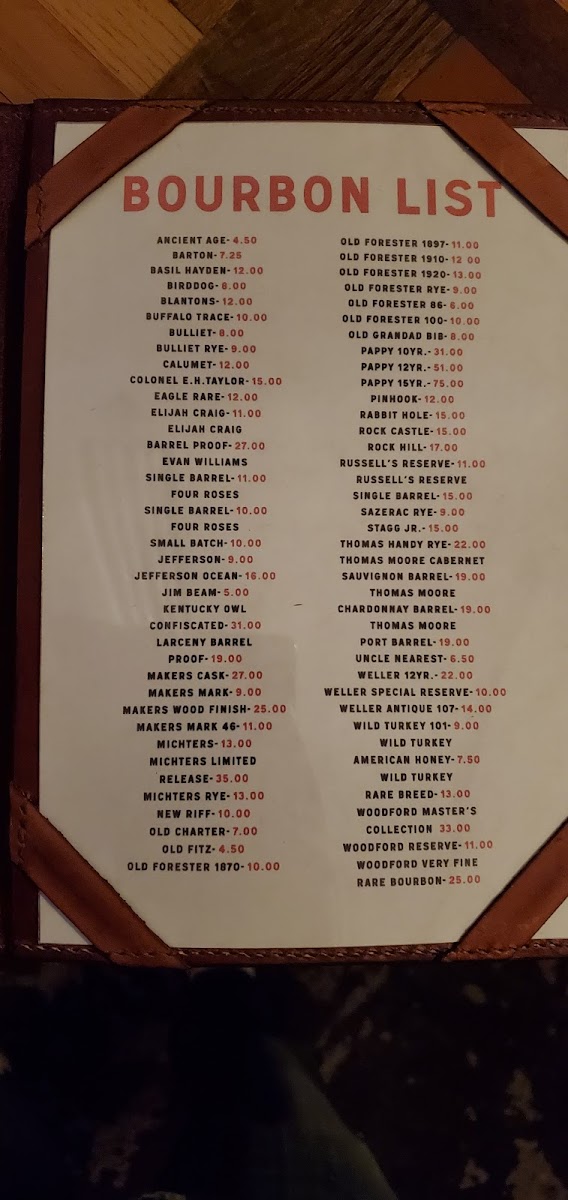 BOURBON LIST
ANCIENT AGE- 4.50
BARTON- 7.25
BASIL HAYDEN- 12.00
BIRDDOG- 6.00
BLANTONS- 12.00
BUFFALO TRACE- 10.00
BULLIET- 8.00
BULLIET RYE- 9.00
CALUMET- 12.00
COLONEL E.H.TAYLOR- 15.00
EAGLE RARE- 12.00
ELIJAH CRAIG- 11.00
ELIJAH CRAIG
BARREL PROOF- 27.00
EVAN WILLIAMS
SINGLE BARREL- 11.00
FOUR ROSES
SINGLE BARREL- 10.00
FOUR ROSES
SMALL BATCH- 10.00
JEFFERSON- 9.00
JEFFERSON OCEAN- 16.00
JIM BEAM- 5.00
KENTUCKY OWL
CONFISCATED- 31.00
LARCENY BARREL
PROOF- 19.00
MAKERS CASK- 27.00
MAKERS MARK- 9.00
MAKERS WOOD FINISH- 25.00
MAKERS MARK 46- 11.00
MICHTERS- 13.00
MICHTERS LIMITED
RELEASE- 35.00
MICHTERS RYE- 13.00
NEW RIFF- 10.00
OLD CHARTER- 7.00
OLD FITZ- 4.50
OLD FORESTER 1870- 10.00
OLD FORESTER 1897- 11.00
OLD FORESTER 1910- 12 00
OLD FORESTER 1920- 13.00
OLD FORESTER RYE- 9.00
OLD FORESTER 86- 6.00
OLD FORESTER 100- 10.00
OLD GRANDAD BIB- 8.00
PAPPY 10YR.- 31.00
PAPPY 12YR.- 51.00
PAPPY 15YR.- 75.00
PINHOOK- 12.00
RABBIT HOLE- 15.00
ROCK CASTLE- 15.00
ROCK HILL- 17.00
RUSSELL'S RESERVE- 11.00
RUSSELL'S RESERVE
SINGLE BARREL- 15.00
SAZERAC RYE- 9.00
STAGG JR.- 15.00
THOMAS HANDY RYE- 22.00
THOMAS MOORE CABERNET
SAUVIGNON BARREL- 19.00
THOMAS MOORE
CHARDONNAY BARREL- 19.00
THOMAS MOORE
PORT BARREL- 19.00
UNCLE NEAREST- 6.50
WELLER 12YR.- 22.00
WELLER SPECIAL RESERVE- 10.00
WELLER ANTIQUE 107- 14.00
WILD TURKEY 101- 9.00
WILD TURKEY
AMERICAN HONEY- 7.50
WILD TURKEY
RARE BREED- 13.00
WOODFORD MASTER'S
COLLECTION 33.00
WOODFORD RESERVE- 11.00
WOODFORD VERY FINE
RARE BOURBON- 25.00